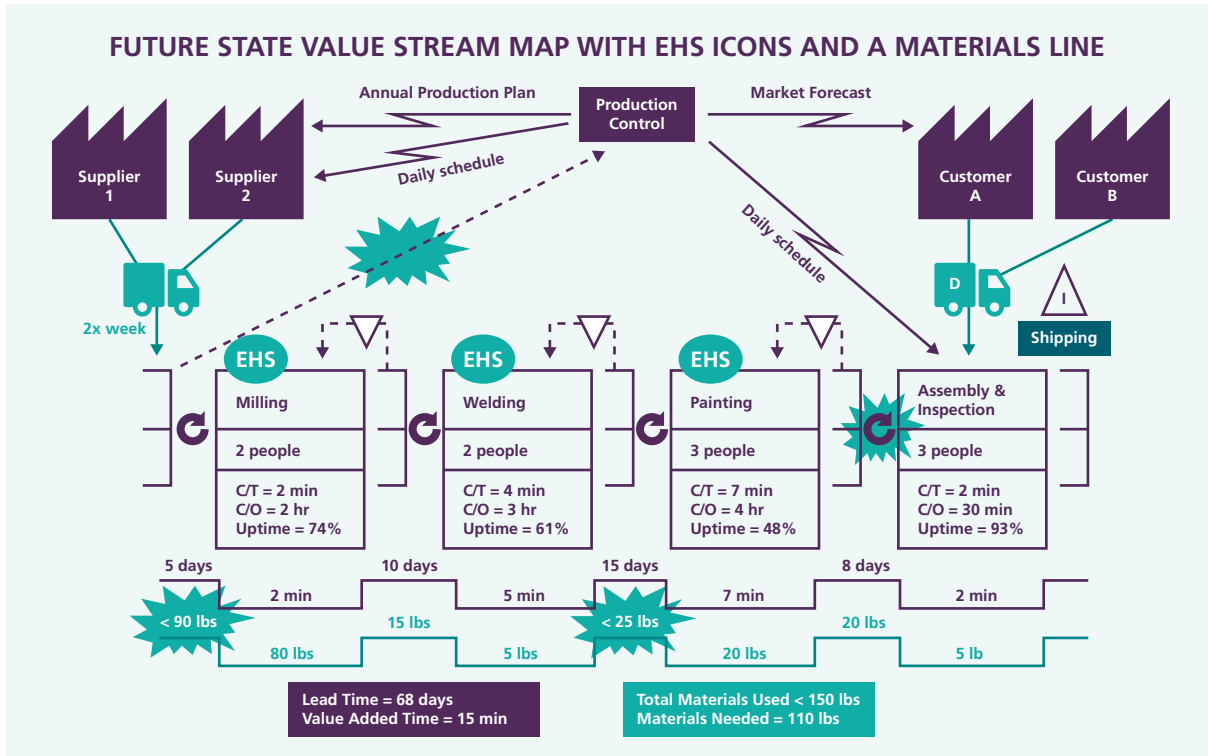 FUTURE STATE VALUE STREAM MAP WITH EHS ICONS AND A MATERIALS LINE
Annual Production Plan
Production
Control
Market Forecast
Supplier
1
Supplier
2
Daily schedule
Customer
A
Customer
B
Daily schedule
D
I
2x week
Shipping
EHS
EHS
EHS
Milling
2 people
C/T = 2 min
C/O = 2 hr
Uptime = 74%
Welding
2 people
C/T = 4 min
C/O = 3 hr
Uptime = 61%
Painting
3 people
C/T = 7 min
C/O = 4 hr
Uptime = 48%
Assembly &
Inspection
3 people
C/T = 2 min
C/O = 30 min
Uptime = 93%
5 days
10 days
15 days
8 days
2 min
5 min
7 min
2 min
< 90 lbs
15 lbs
< 25 lbs
20 lbs
80 lbs
5 lbs
20 lbs
5 lb
Lead Time = 68 days
Value Added Time = 15 min
Total Materials Used < 150 lbs
Materials Needed = 110 lbs